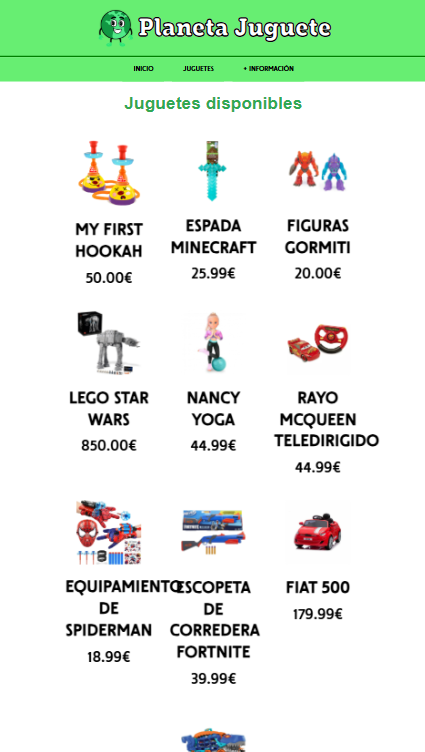 Planeta Juguete
INICIO
JUGUETES
+ INFORMACIÓN
Juguetes disponibles
MY FIRST
HOOKAH
50.00€
ESPADA
MINECRAFT
25.99€
FIGURAS
GORMITI
20.00€
LEGO STAR
WARS
850.00€
NANCY
YOGA
44.99€
RAYO
MCQUEEN
TELEDIRIGIDO
44.99€
EQUIPAMIENTO
DE
SPIDERMAN
18.99€
ESCOPETA
DE
CORREDERA
FORTNITE
39.99€
FIAT 500
179.99€